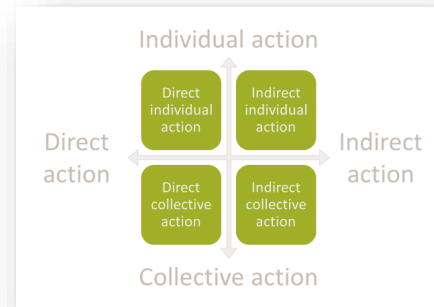 Individual action
Direct
individual
action
Indirect
individual
action
Direct
action
Indirect
action
Direct
collective
action
Indirect
collective
action
Collective action